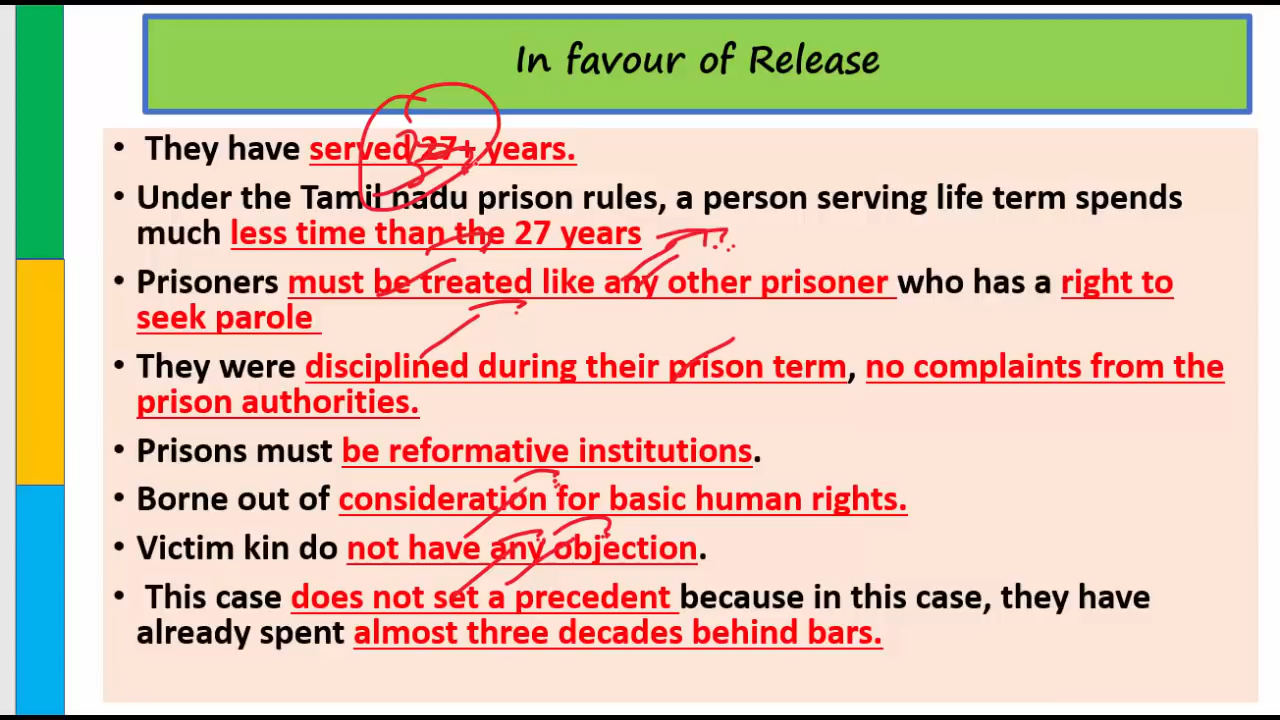 In favour of Release
• They have served 27+ years.
• Under the Tamil nadu prison rules, a person serving life term spends
much less time than the 27 years
• Prisoners must be treated like any other prisoner who has a right to
seek parole
• They were disciplined during their prison term, no complaints from the
prison authorities.
• Prisons must be reformative institutions.
• Borne out of consideration for basic human rights.
• Victim kin do not have any objection.
• This case does not set a precedent because in this case, they have
already spent almost three decades behind bars.